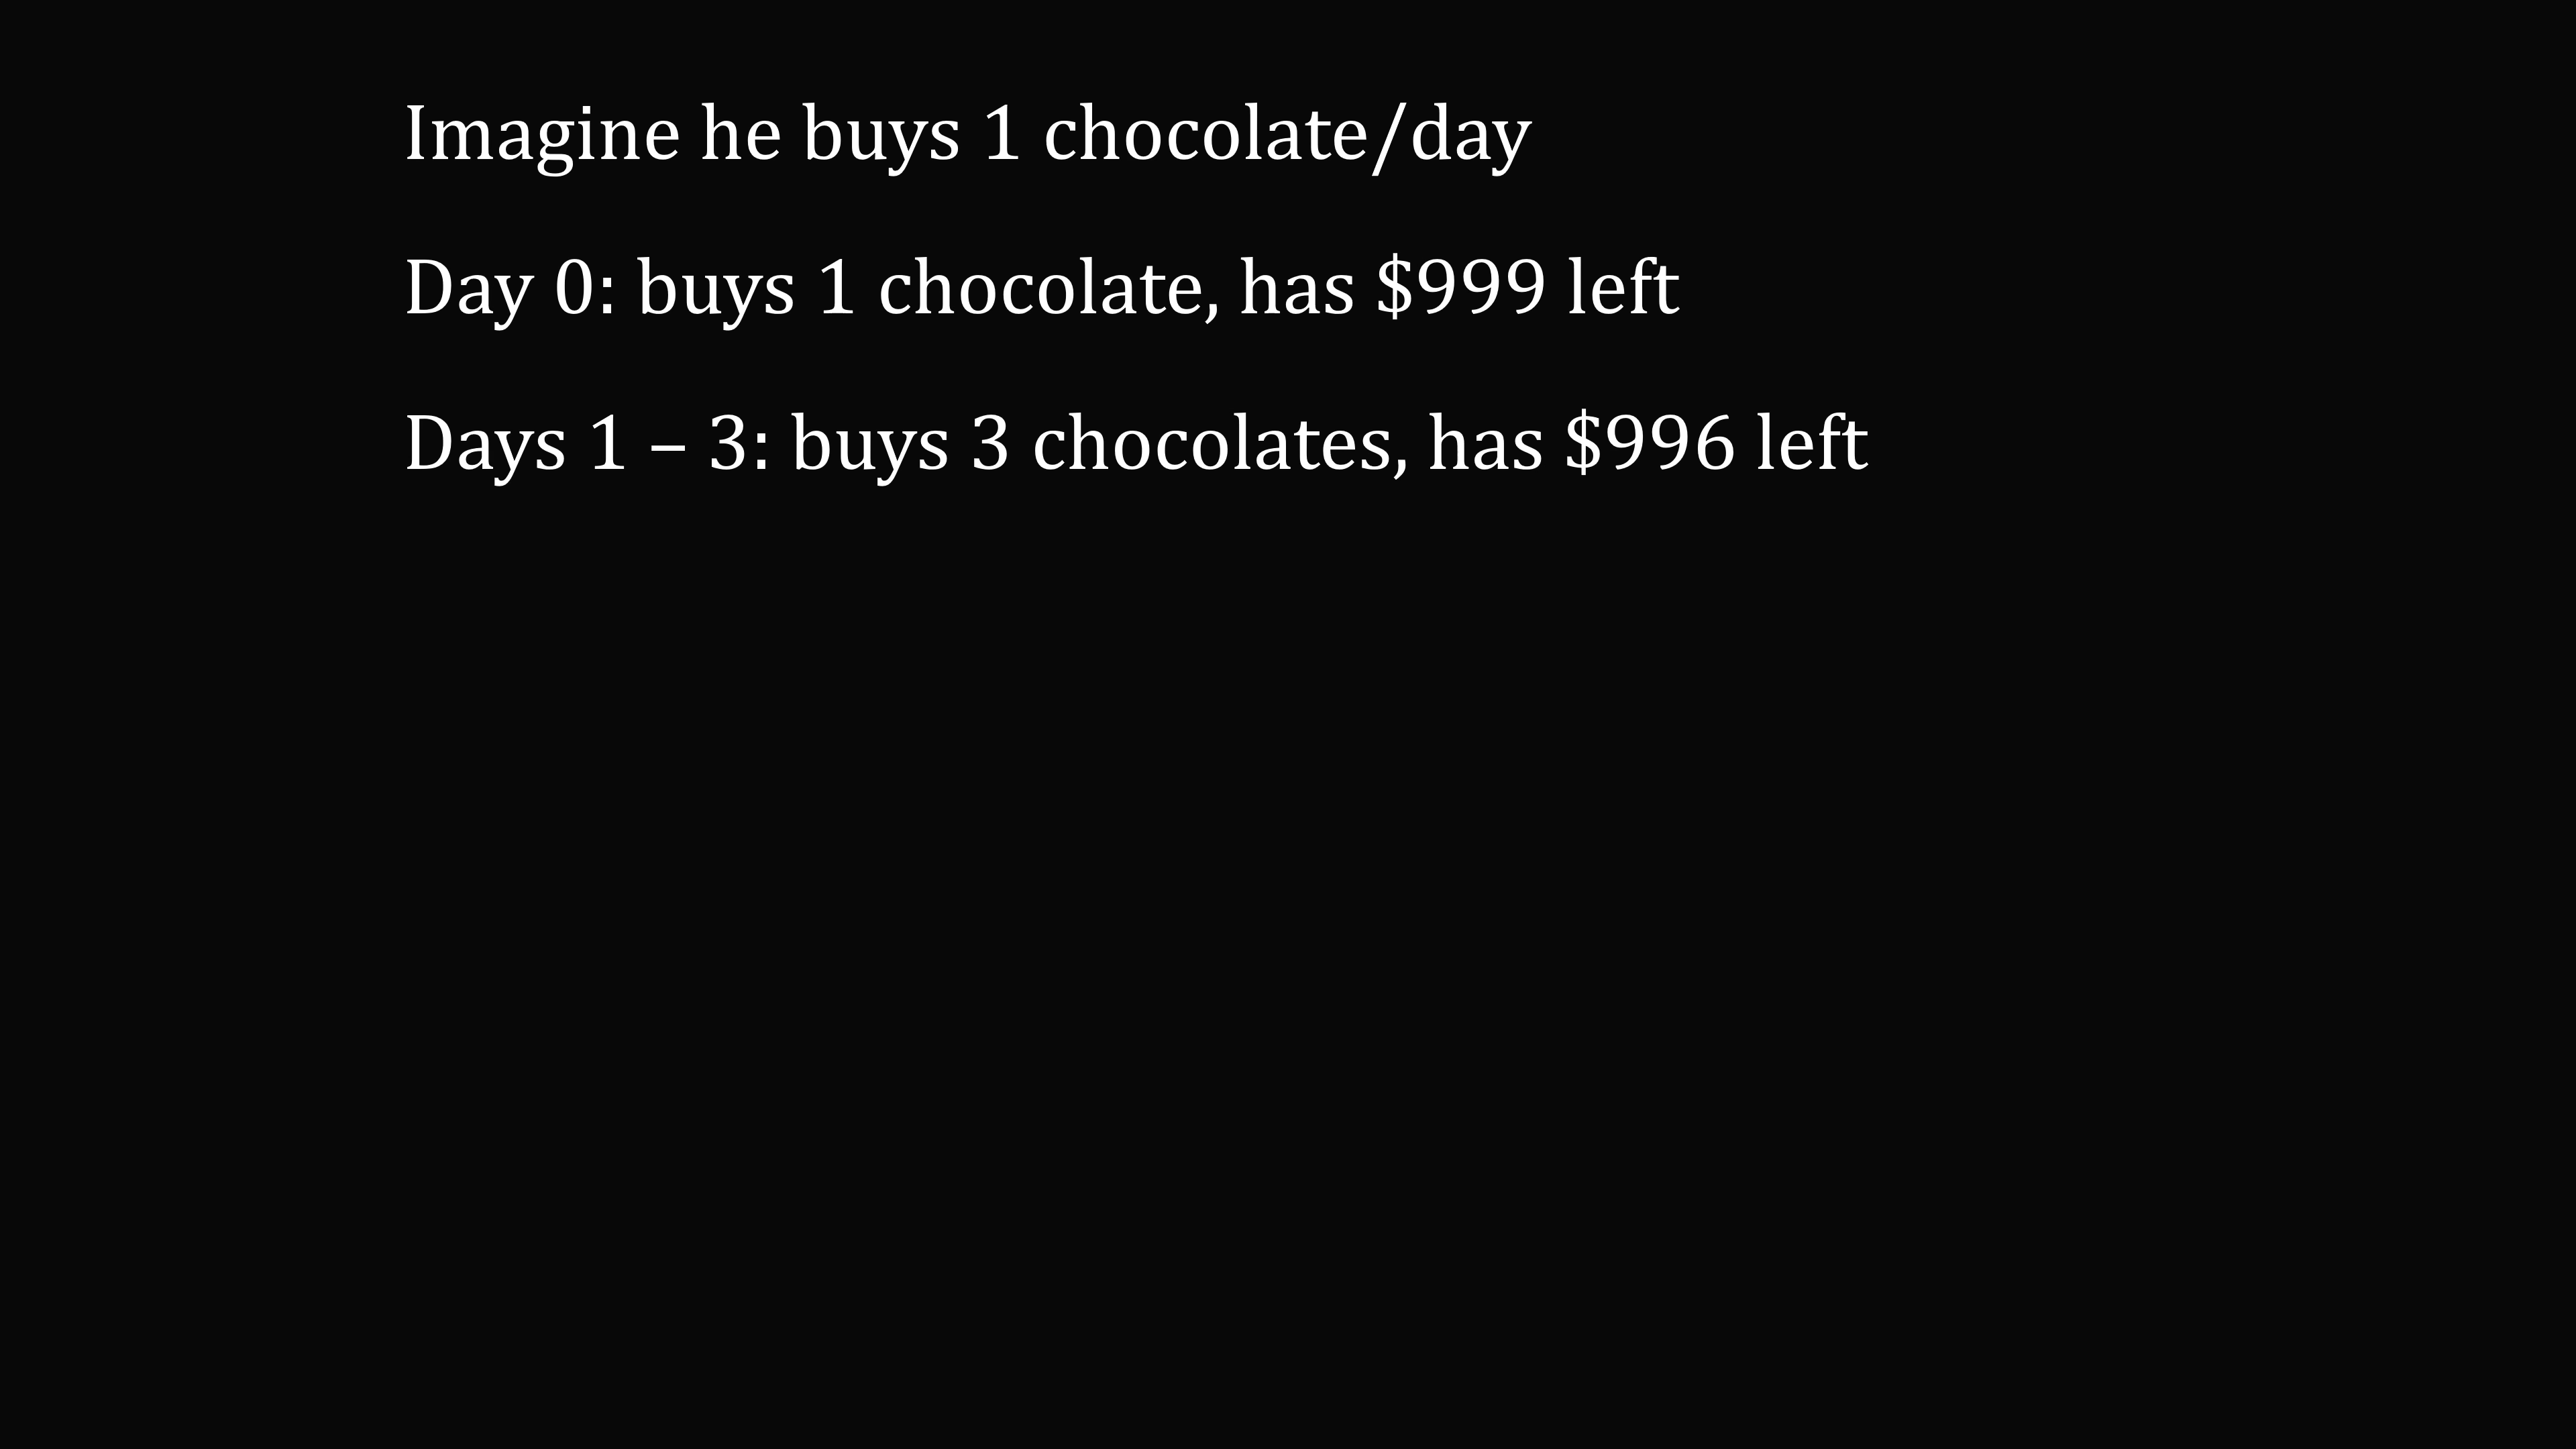 Imagine he buys 1 chocolate/day
Day 0: buys 1 chocolate, has $999 left
Days 1 – 3: buys 3 chocolates, has $996 left